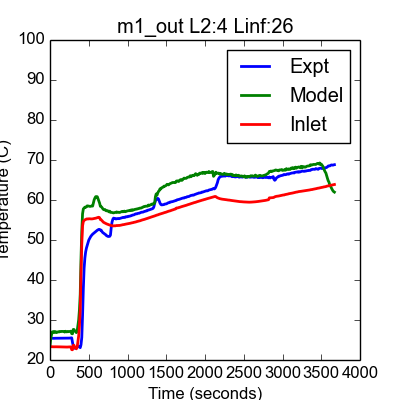 m1_out L2:4 Linf:26
Expt
Model
Inlet
Temperature (C)
100
90
80
70
60
50
40
30
20
0 500 1000 1500 2000 2500 3000 3500 4000
Time (seconds)